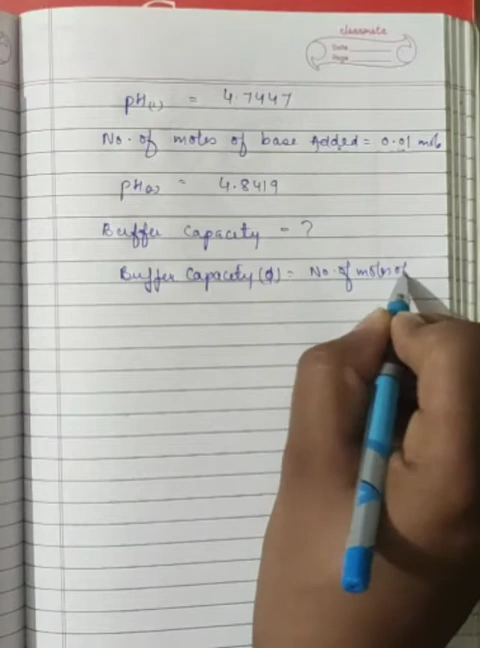 classmate
Date
Page
pH(1) = 4.7447
No. of moles of base Added = 0.01 mole
pH(2) = 4.8419
Buffer capacity = ?
Buffer Capacity (ϕ) = No. of moles of